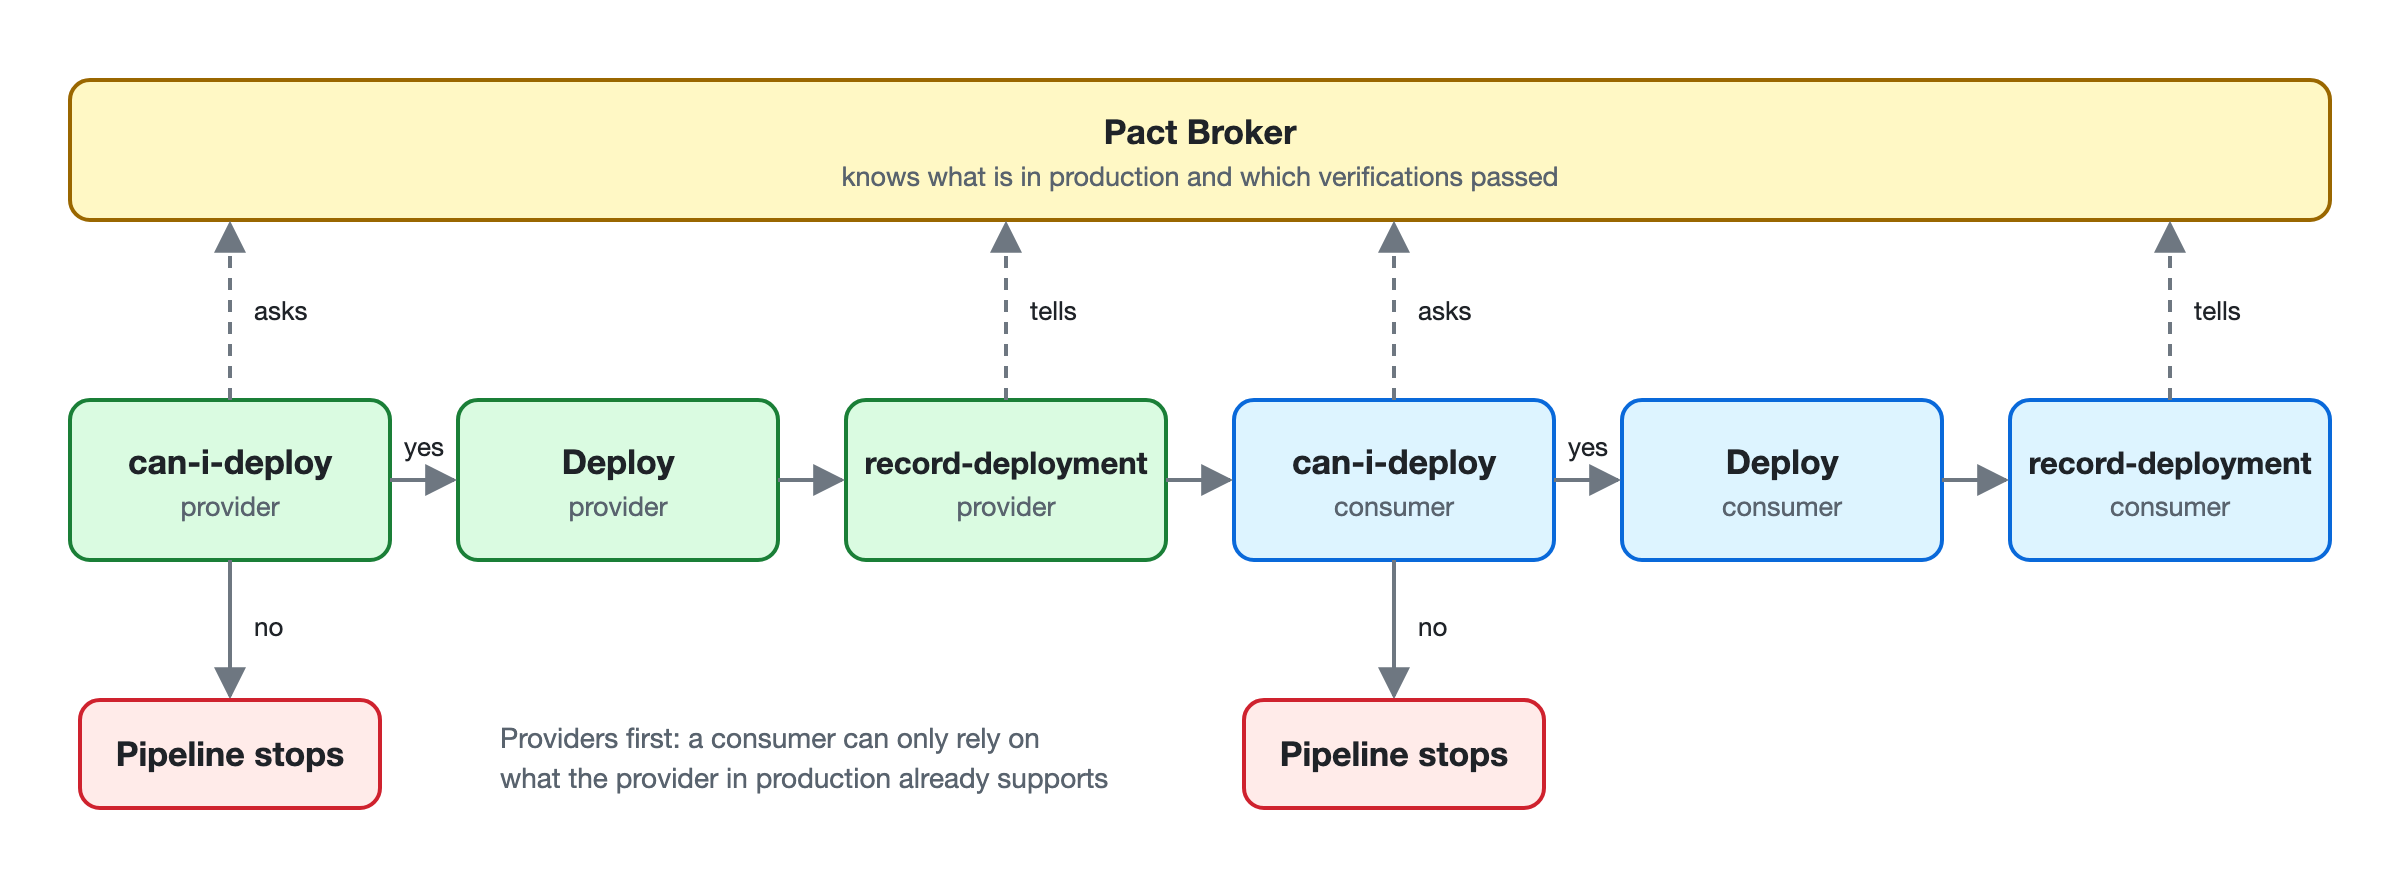 Pact Broker
knows what is in production and which verifications passed
asks
tells
asks
tells
can-i-deploy
provider
yes
Deploy
provider
record-deployment
provider
can-i-deploy
consumer
yes
Deploy
consumer
record-deployment
consumer
no
no
Pipeline stops
Providers first: a consumer can only rely on
what the provider in production already supports
Pipeline stops